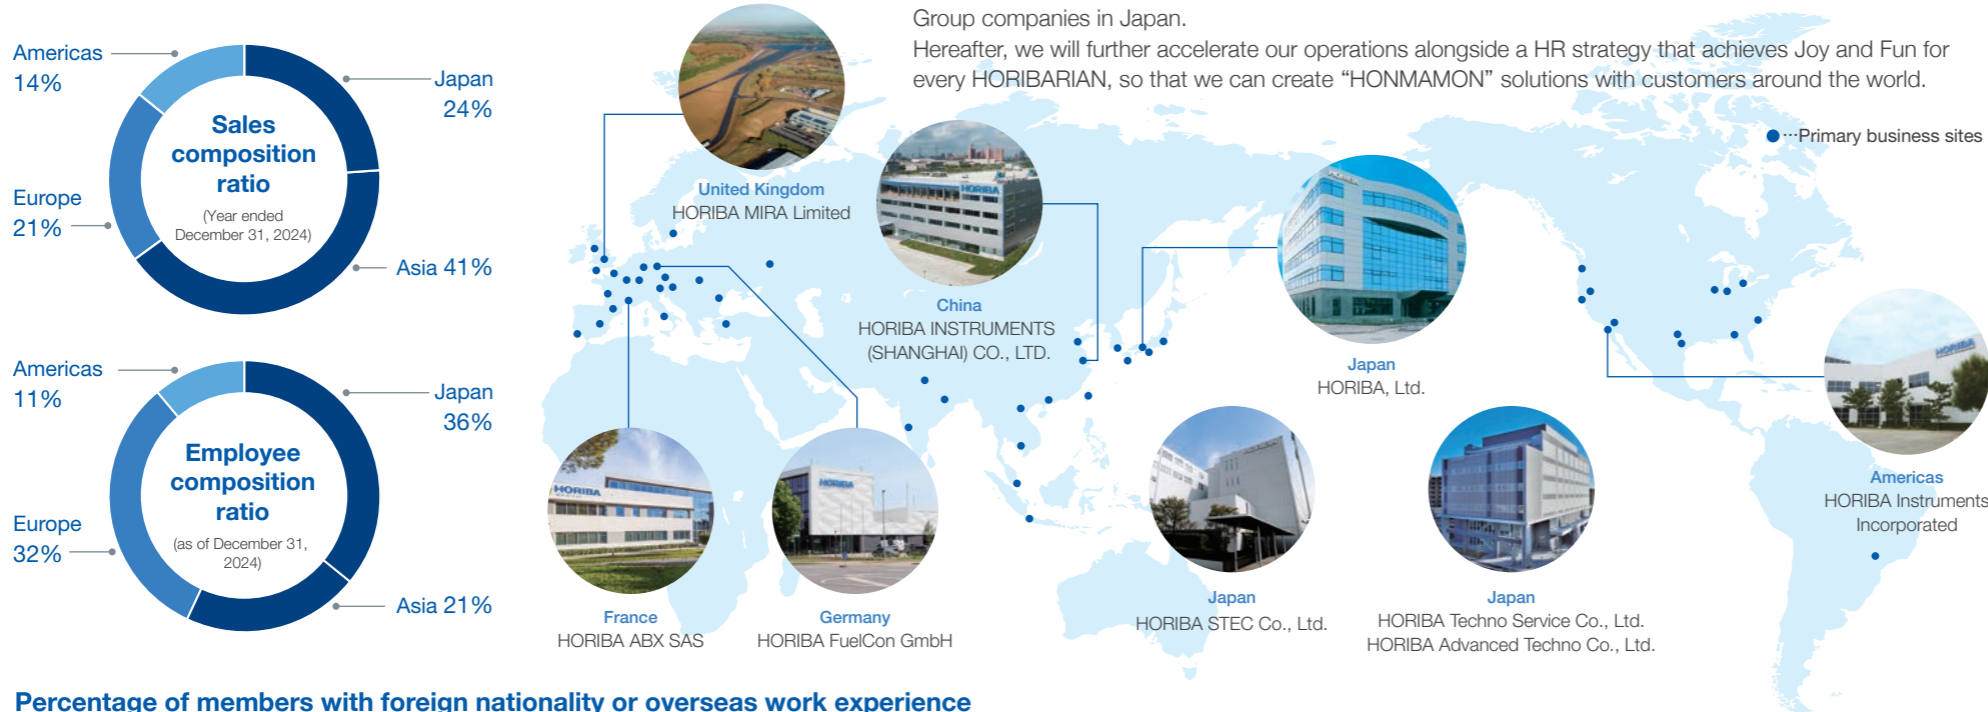 Group companies in Japan.
Hereafter, we will further accelerate our operations alongside a HR strategy that achieves Joy and Fun for
every HORIBARIAN, so that we can create “HONMAMON” solutions with customers around the world.
Americas
14%
Japan
24%
Sales
composition
ratio
(Year ended
December 31, 2024)
Europe
21%
Asia 41%
Americas
11%
Japan
36%
Employee
composition
ratio
(as of December 31,
2024)
Europe
32%
Asia 21%
●···Primary business sites
United Kingdom
HORIBA MIRA Limited
HORIBA
China
HORIBA INSTRUMENTS
(SHANGHAI) CO., LTD.
Japan
HORIBA, Ltd.
HORIBA
Americas
HORIBA Instruments
Incorporated
HORIBA
France
HORIBA ABX SAS
HORIBA
Germany
HORIBA FuelCon GmbH
Japan
HORIBA STEC Co., Ltd.
Japan
HORIBA Techno Service Co., Ltd.
HORIBA Advanced Techno Co., Ltd.
Percentage of members with foreign nationality or overseas work experience